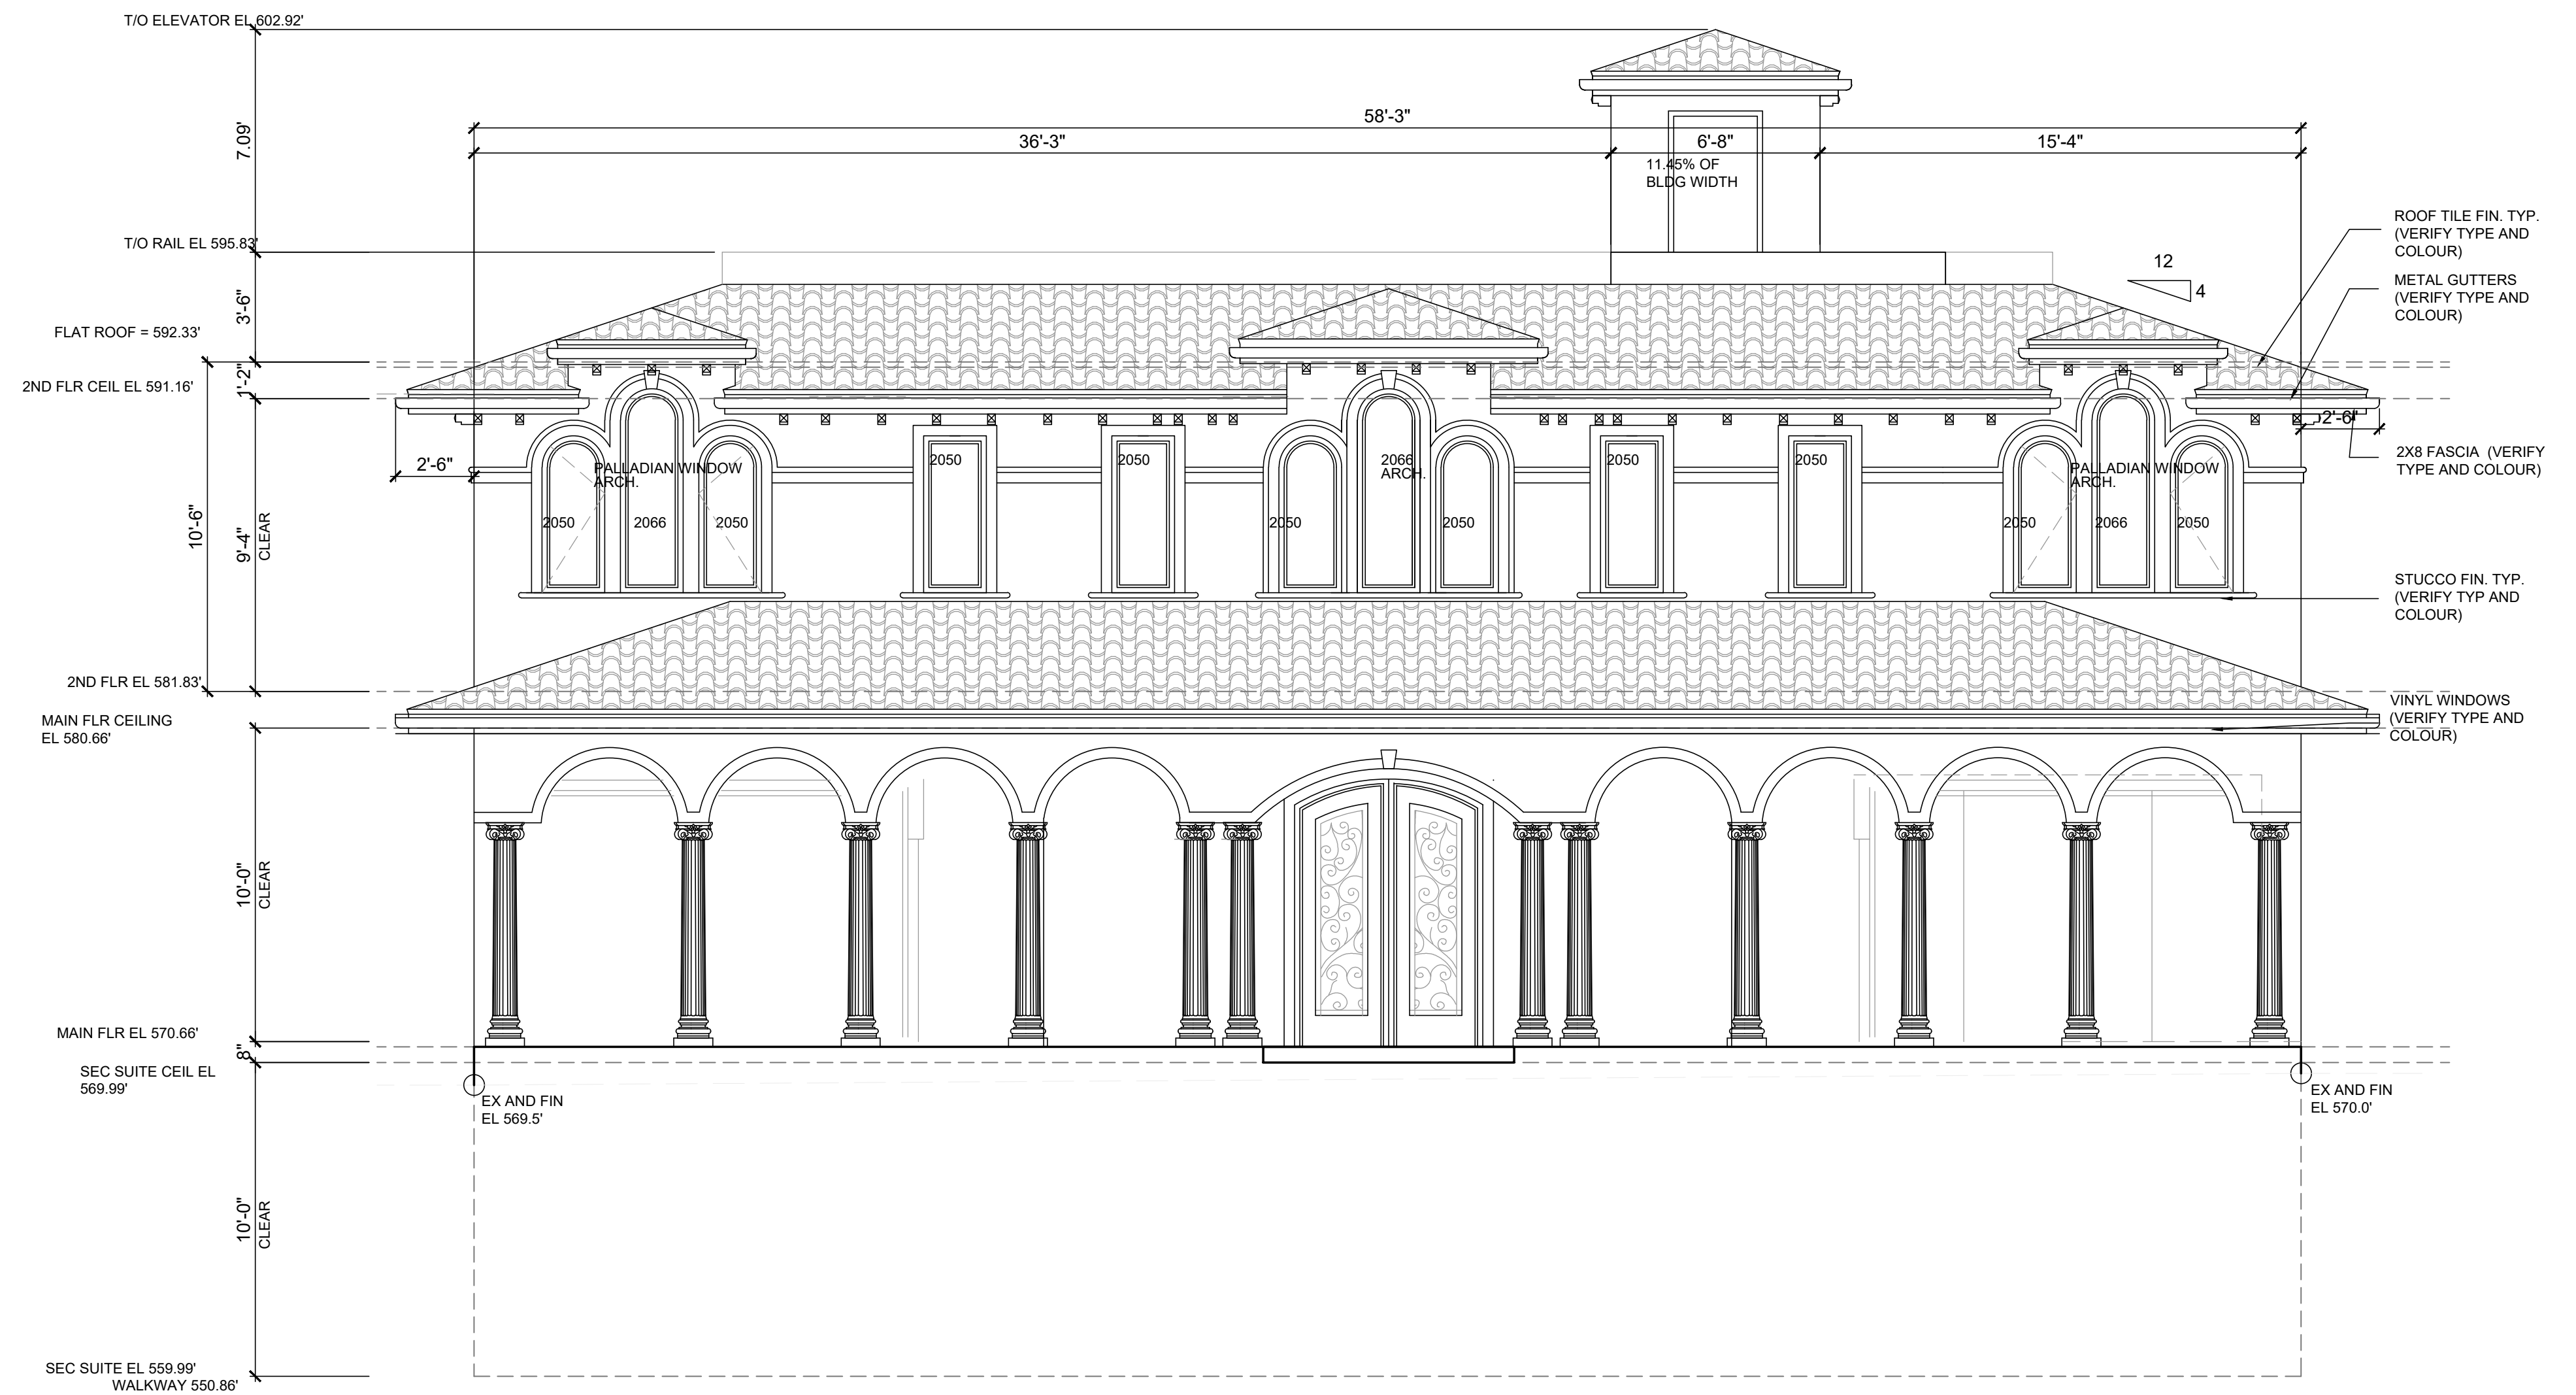 T/O ELEVATOR EL 602.92'
58'-3"
7.09'
36'-3"
6'-8"
15'-4"
11.45% OF
BLDG WIDTH
ROOF TILE FIN. TYP.
(VERIFY TYPE AND
COLOUR)
T/O RAIL EL 595.83'
12
4
METAL GUTTERS
(VERIFY TYPE AND
COLOUR)
3'-6"
FLAT ROOF = 592.33'
2ND FLR CEIL EL 591.16'
1'-2"
2'-6"
2'-6"
2X8 FASCIA (VERIFY
TYPE AND COLOUR)
PALLADIAN WINDOW
ARCH.
2050
2050
2066
ARCH.
2050
2050
PALLADIAN WINDOW
ARCH.
10'-6"
9'-4"
CLEAR
2050
2066
2050
2050
2050
2050
2066
2050
STUCCO FIN. TYP.
(VERIFY TYP AND
COLOUR)
2ND FLR EL 581.83'
MAIN FLR CEILING
EL 580.66'
VINYL WINDOWS
(VERIFY TYPE AND
COLOUR)
10'-0"
CLEAR
MAIN FLR EL 570.66'
8"
SEC SUITE CEIL EL
569.99'
EX AND FIN
EL 569.5'
EX AND FIN
EL 570.0'
10'-0"
CLEAR
SEC SUITE EL 559.99'
WALKWAY 550.86'